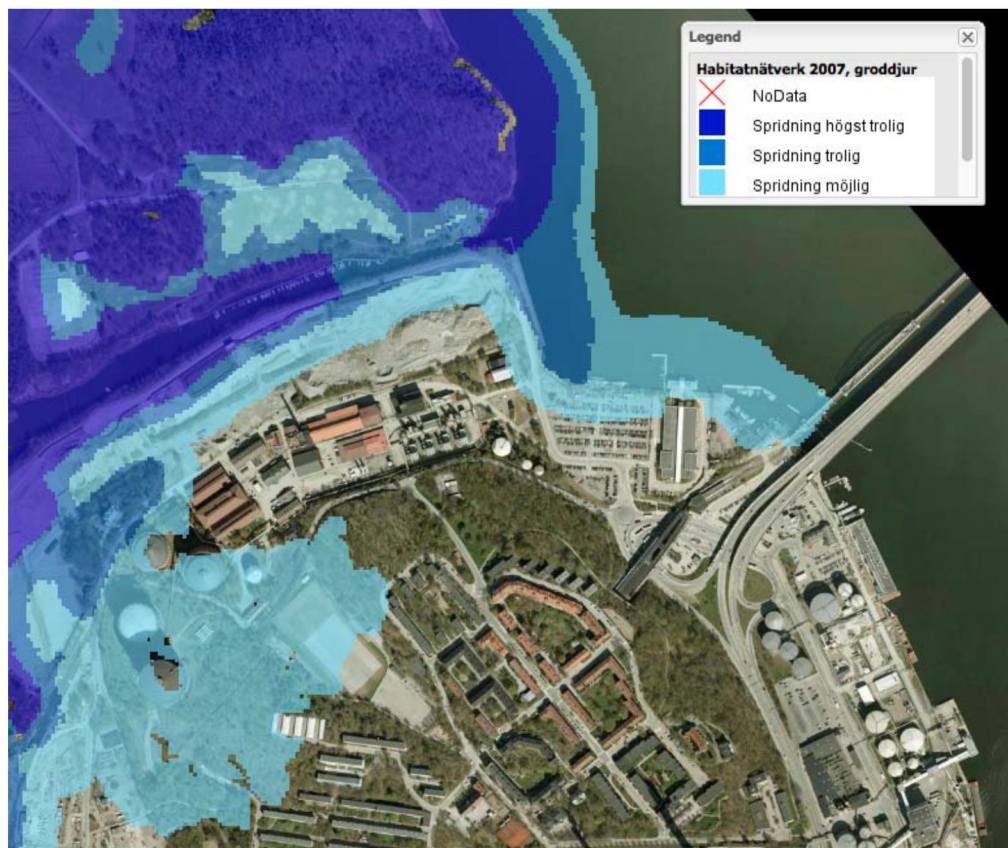 Legend
Habitatnätverk 2007, groddjur
NoData
Spridning högst trolig
Spridning trolig
Spridning möjlig